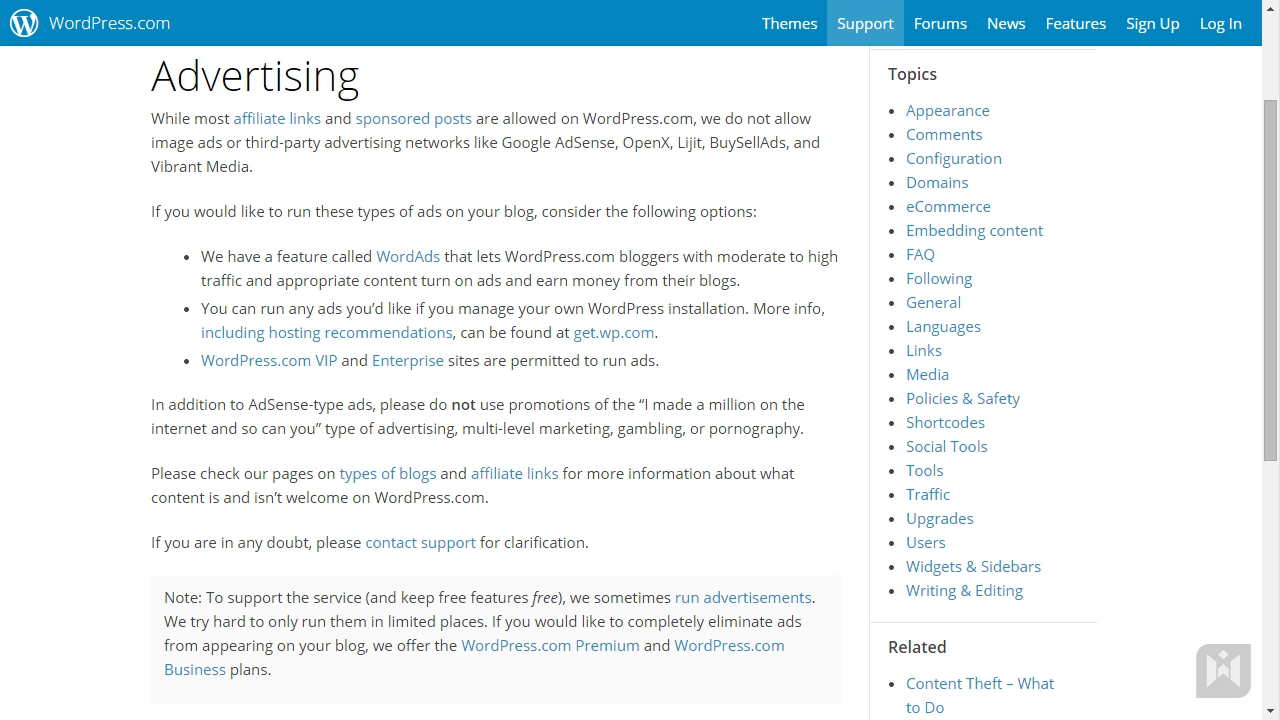 WordPress.com
Themes
Support
Forums
News
Features
Sign Up
Log In
Advertising
While most affiliate links and sponsored posts are allowed on WordPress.com, we do not allow
image ads or third-party advertising networks like Google AdSense, OpenX, Lijit, BuySellAds, and
Vibrant Media.
If you would like to run these types of ads on your blog, consider the following options:
We have a feature called WordAds that lets WordPress.com bloggers with moderate to high
traffic and appropriate content turn on ads and earn money from their blogs.
You can run any ads you’d like if you manage your own WordPress installation. More info,
including hosting recommendations, can be found at get.wp.com.
WordPress.com VIP and Enterprise sites are permitted to run ads.
In addition to AdSense-type ads, please do not use promotions of the “I made a million on the
internet and so can you” type of advertising, multi-level marketing, gambling, or pornography.
Please check our pages on types of blogs and affiliate links for more information about what
content is and isn’t welcome on WordPress.com.
If you are in any doubt, please contact support for clarification.
Note: To support the service (and keep free features free), we sometimes run advertisements.
We try hard to only run them in limited places. If you would like to completely eliminate ads
from appearing on your blog, we offer the WordPress.com Premium and WordPress.com
Business plans.
Topics
Appearance
Comments
Configuration
Domains
eCommerce
Embedding content
FAQ
Following
General
Languages
Links
Media
Policies & Safety
Shortcodes
Social Tools
Tools
Traffic
Upgrades
Users
Widgets & Sidebars
Writing & Editing
Related
Content Theft – What
to Do